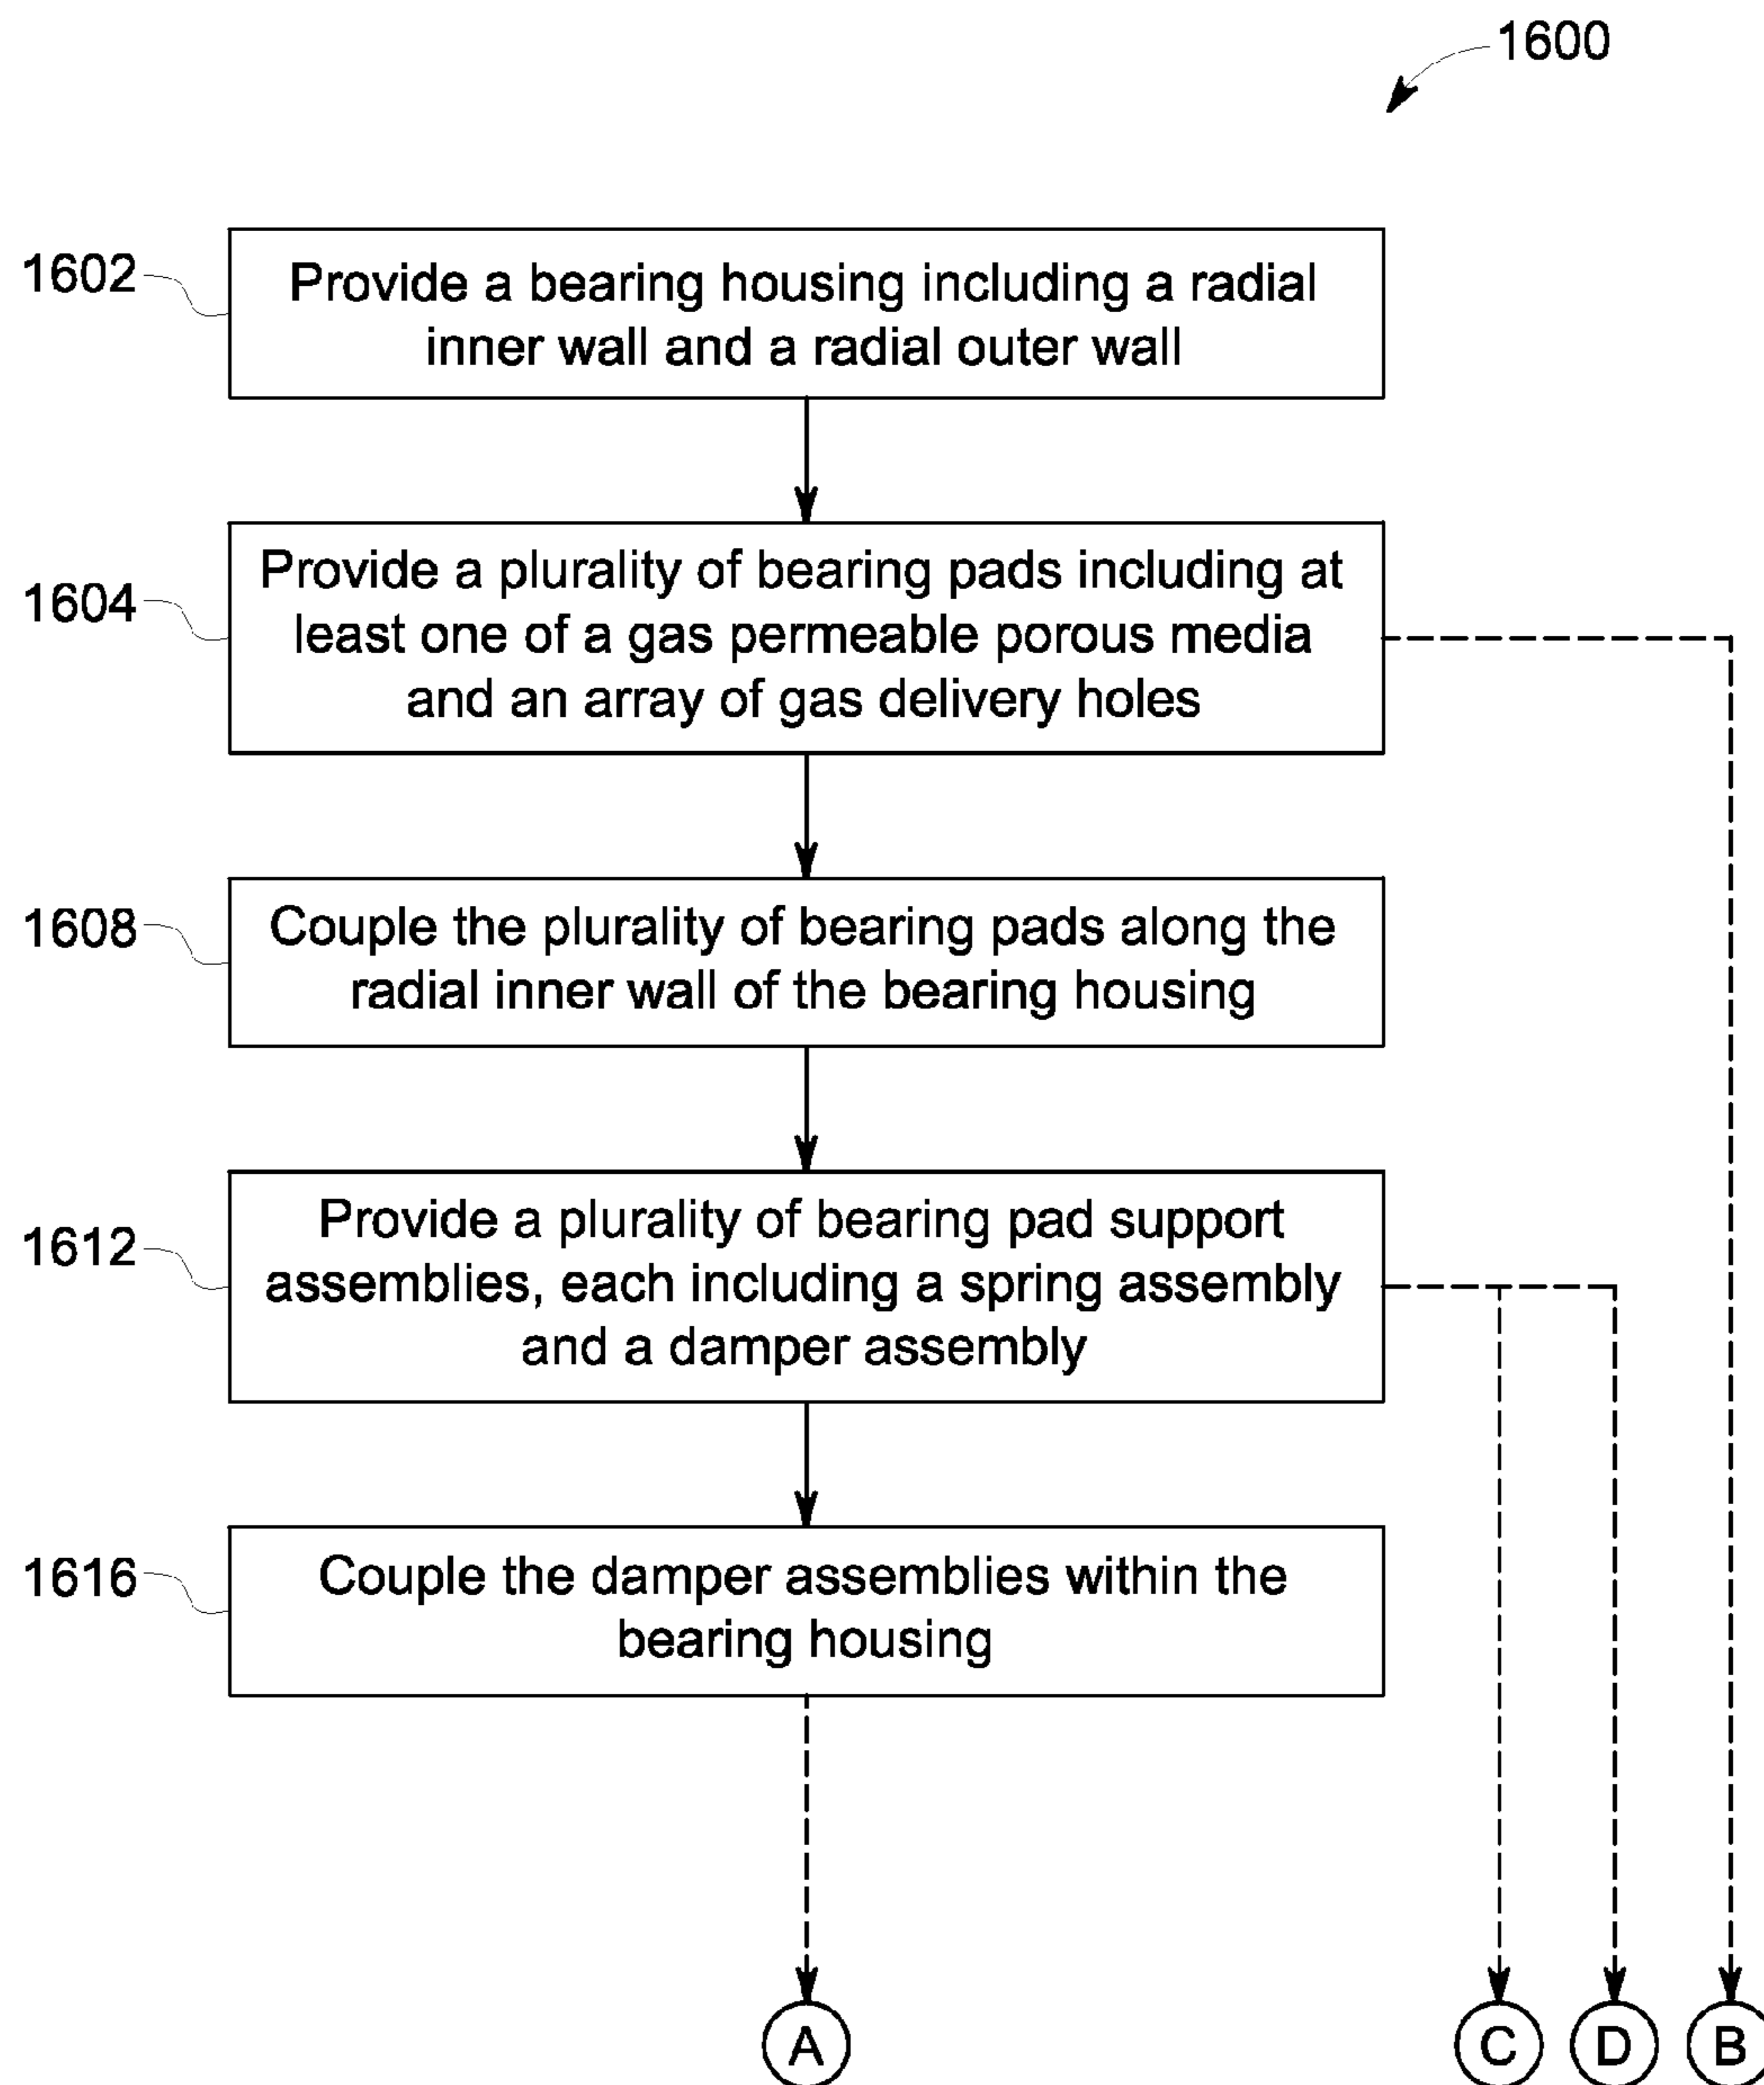 1600
1602
Provide a bearing housing including a radial
inner wall and a radial outer wall
1604
Provide a plurality of bearing pads including at
least one of a gas permeable porous media
and an array of gas delivery holes
1608
Couple the plurality of bearing pads along the
radial inner wall of the bearing housing
1612
Provide a plurality of bearing pad support
assemblies, each including a spring assembly
and a damper assembly
1616
Couple the damper assemblies within the
bearing housing
A
C
D
B